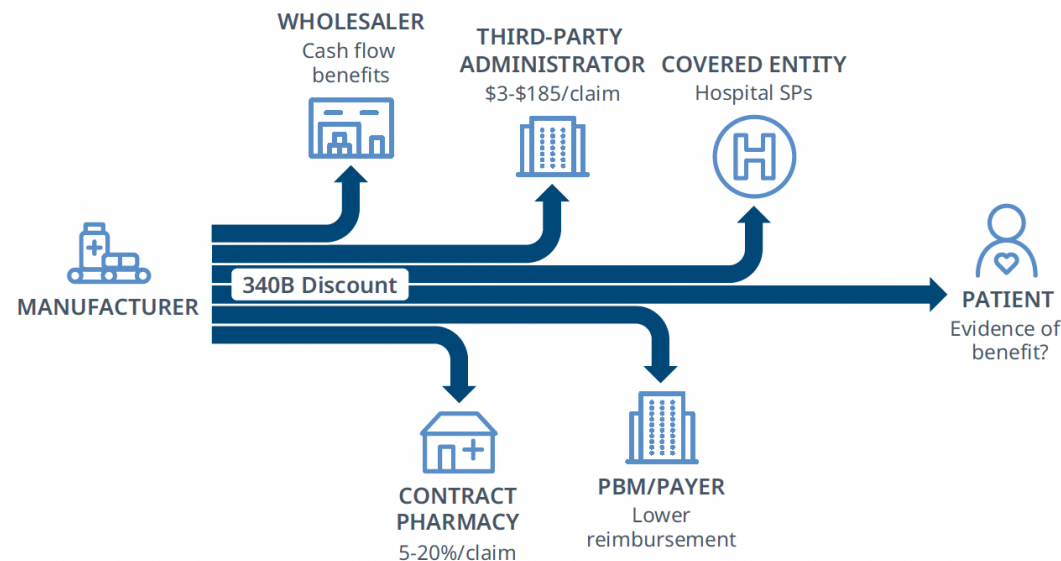 WHOLESALER
Cash flow
benefits
THIRD-PARTY
ADMINISTRATOR
$3-$185/claim
COVERED ENTITY
Hospital SPs
MANUFACTURER
340B Discount
PATIENT
Evidence of
benefit?
CONTRACT
PHARMACY
5-20%/claim
PBM/PAYER
Lower
reimbursement